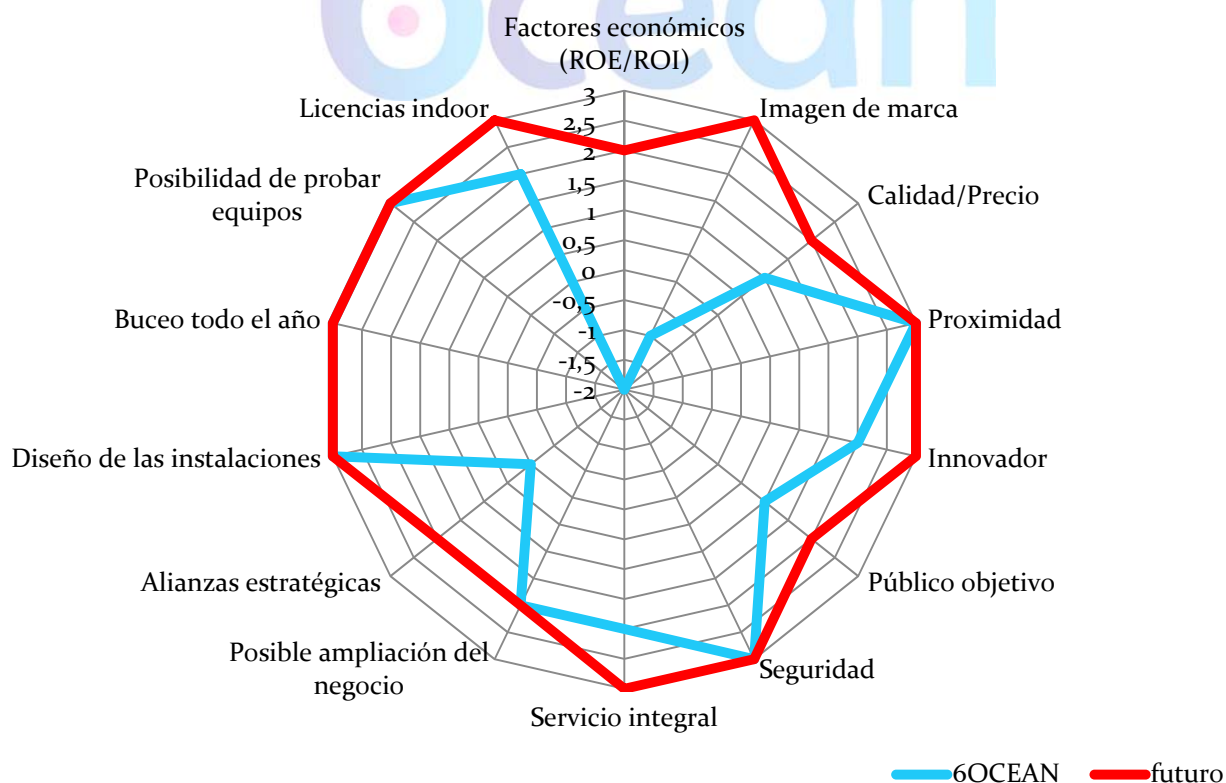 6cean
Factores económicos
(ROE/ROI)
Licencias indoor
Imagen de marca
Posibilidad de probar
equipos
Calidad/Precio
Buceo todo el año
Proximidad
Diseño de las instalaciones
Innovador
Alianzas estratégicas
Público objetivo
Posible ampliación del
negocio
Seguridad
Servicio integral
3
2,5
2
1,5
1
0,5
0
-0,5
-1
-1,5
-2
6OCEAN
futuro